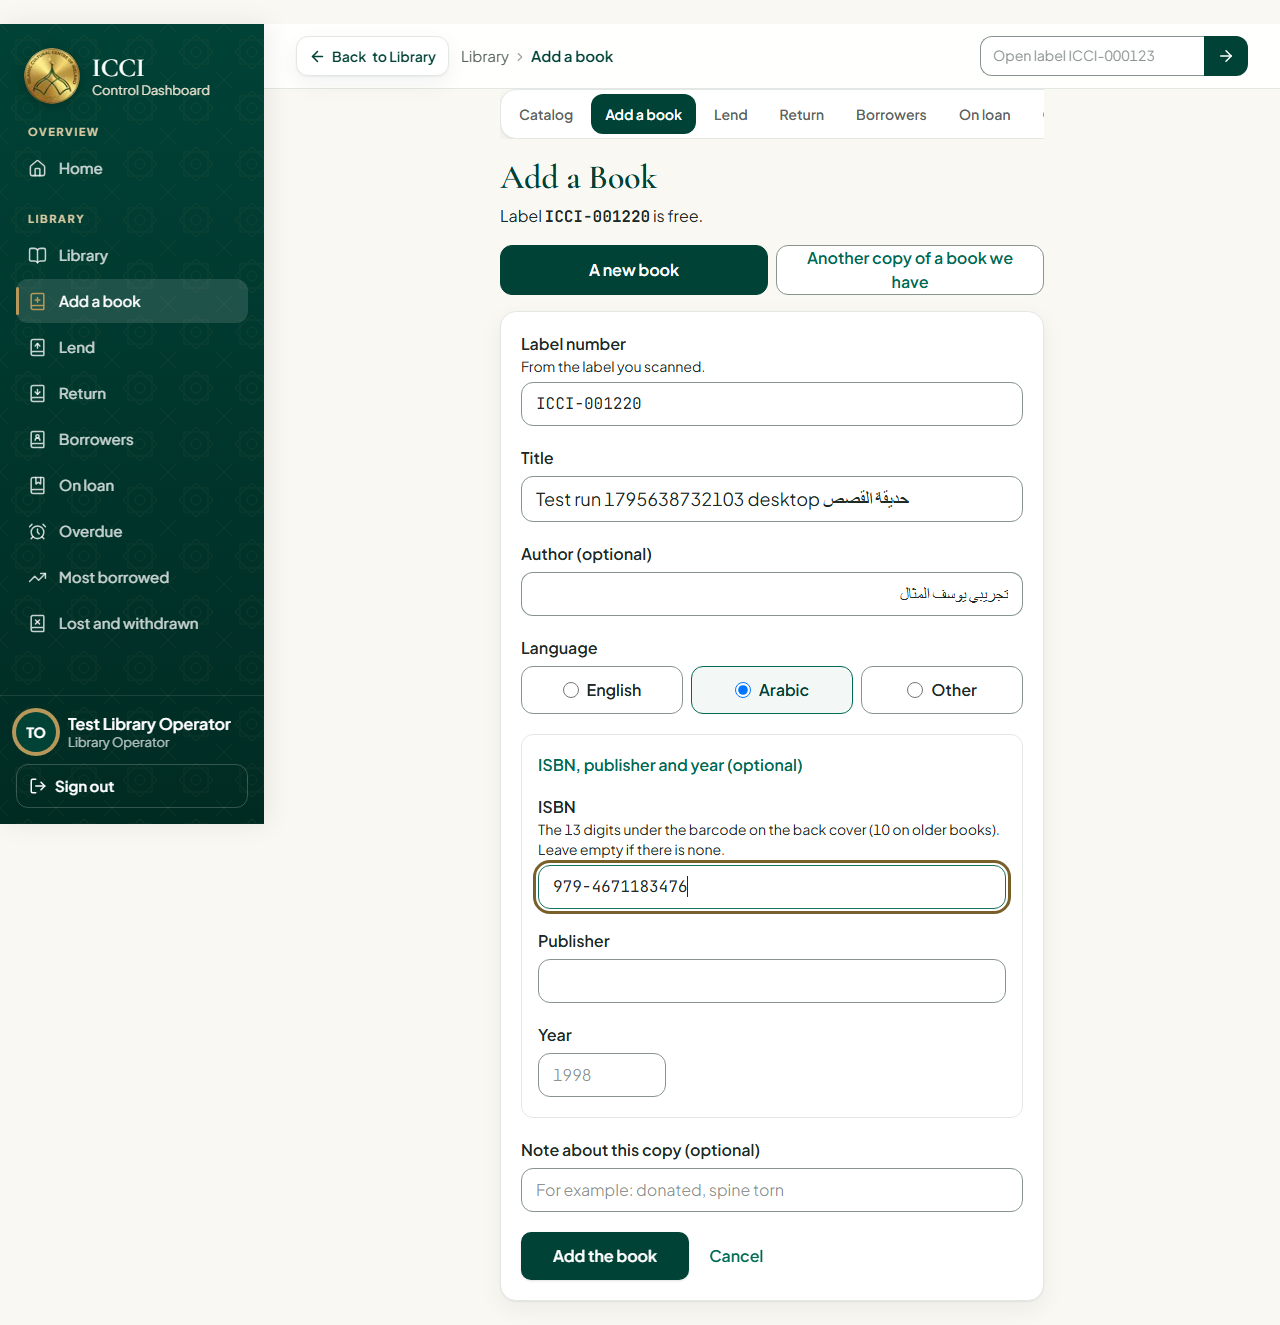 ICCI
Control Dashboard
OVERVIEW
Home
LIBRARY
Library
Add a book
Lend
Return
Borrowers
On loan
Overdue
Most borrowed
Lost and withdrawn
TO
Test Library Operator
Library Operator
Sign out
Back to Library
Library
Add a book
Open label ICCI-000123
Catalog
Add a book
Lend
Return
Borrowers
On loan
Add a Book
Label ICCI-001220 is free.
A new book
Another copy of a book we
have
Label number
From the label you scanned.
ICCI-001220
Title
Test run 1795638732103 desktop حديقة القصص
Author (optional)
تجريبي يوسف المثال
Language
English
Arabic
Other
ISBN, publisher and year (optional)
ISBN
The 13 digits under the barcode on the back cover (10 on older books).
Leave empty if there is none.
979-4671183476
Publisher
Year
1998
Note about this copy (optional)
For example: donated, spine torn
Add the book
Cancel